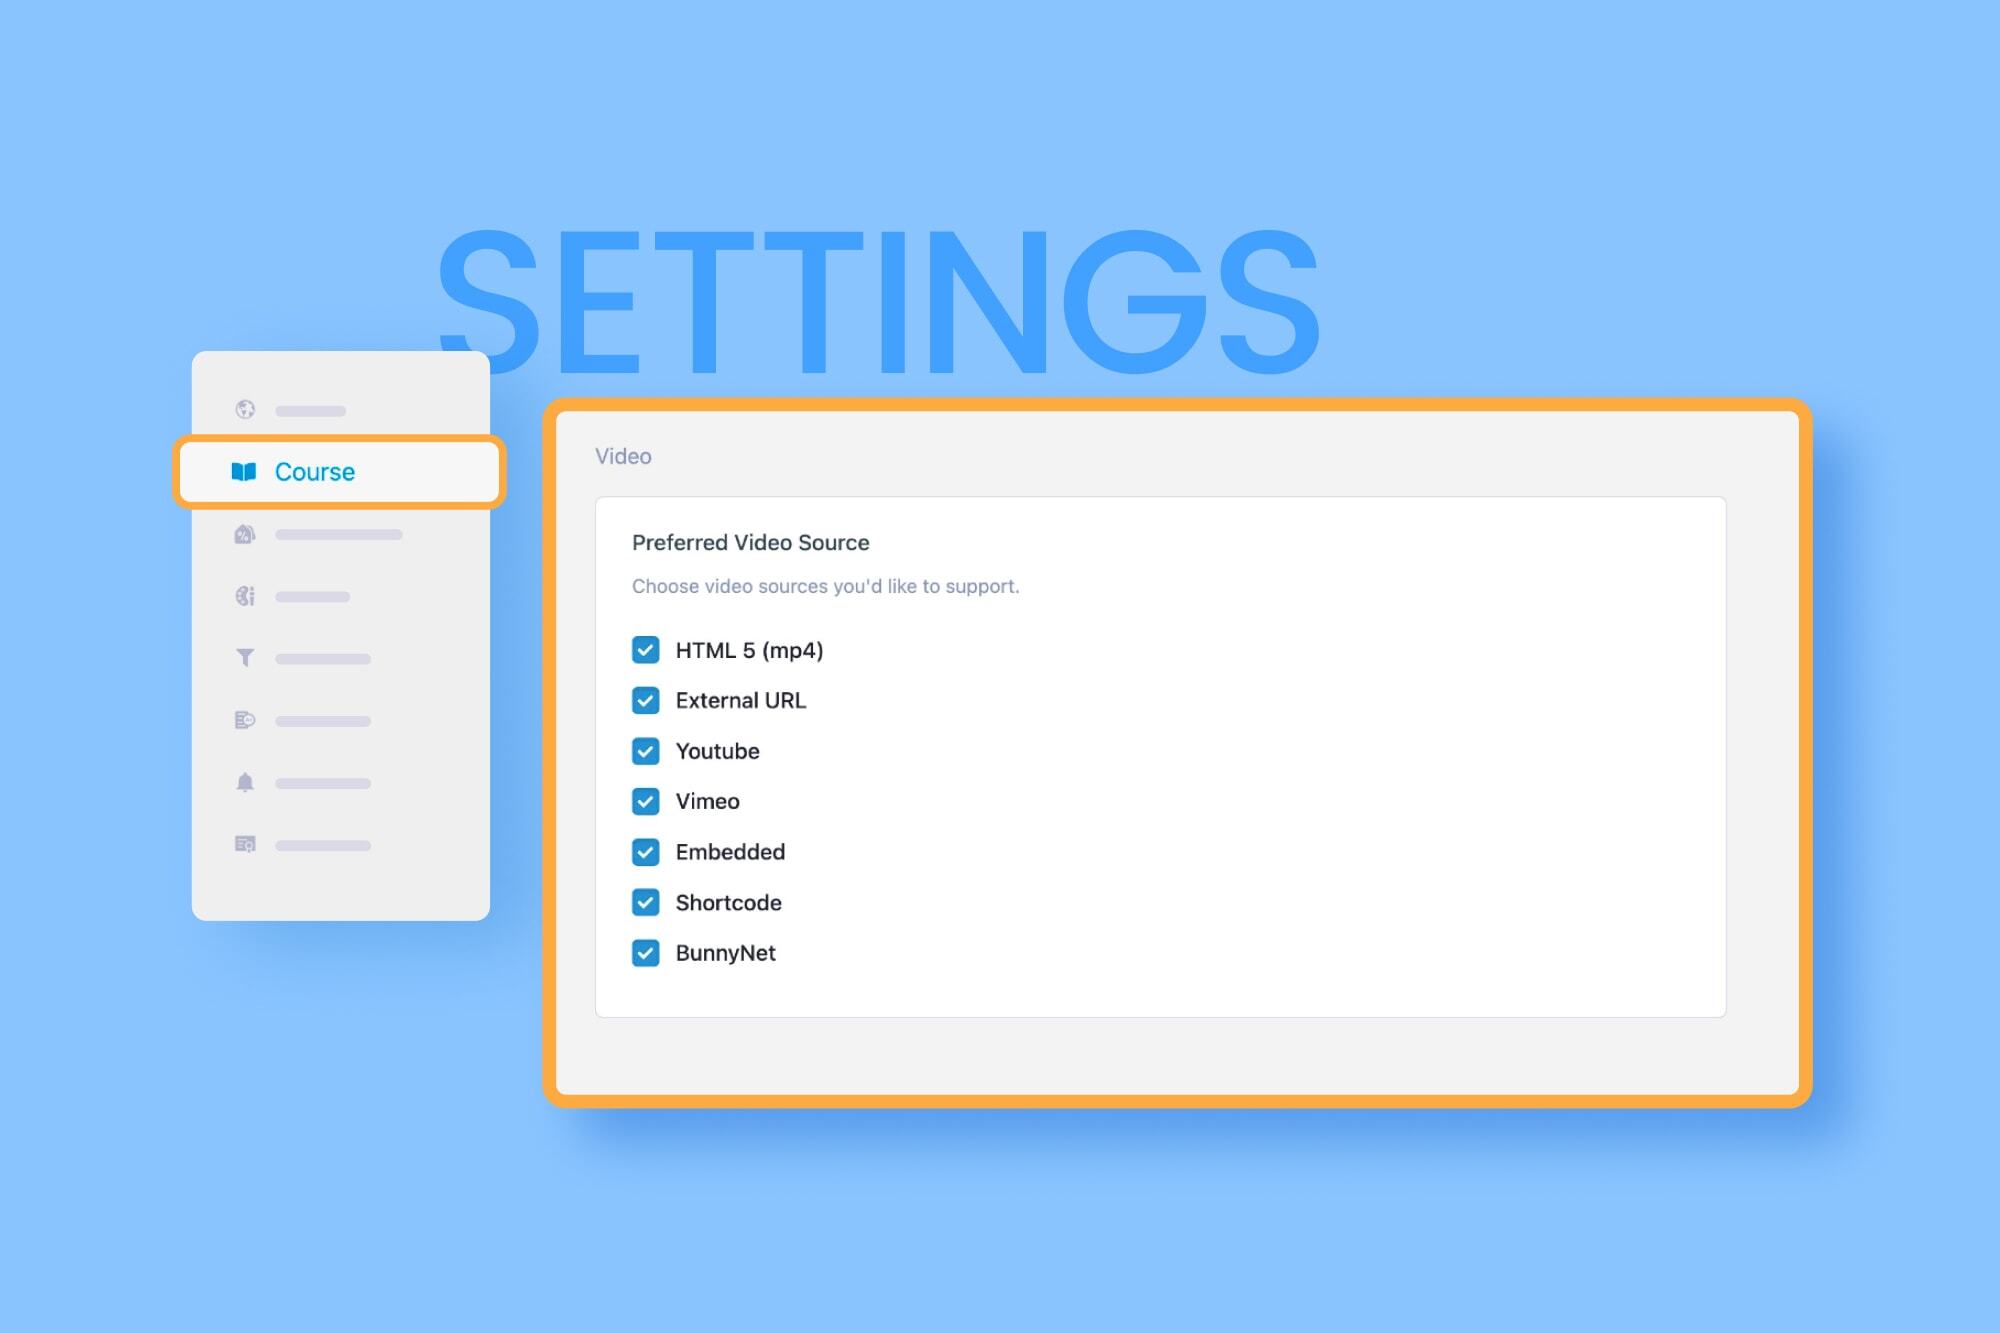 SETTINGS
Course
Video
Preferred Video Source
Choose video sources you'd like to support.
HTML 5 (mp4)
External URL
Youtube
Vimeo
Embedded
Shortcode
BunnyNet